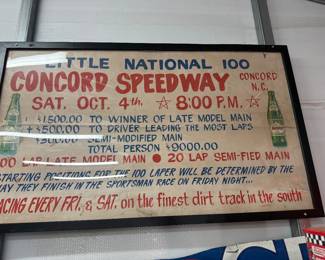 LITTLE NATIONAL 100
CONCORD SPEEDWAY
CONCORD
N.C.
SAT. OCT. 4th, ☆ 8:00 P.M. ☆
$1500.00 TO WINNER OF LATE MODEL MAIN
+$500.00 TO DRIVER LEADING THE MOST LAPS
SEMI-MODIFIED MAIN
TOTAL PERSON $9000.00
00 LAP LATE MODEL MAIN ● 20 LAP SEMI-FIED MAIN
STARTING POSITIONS FOR THE 100 LAPER WILL BE DETERMINED BY THE
WAY THEY FINISH IN THE SPORTSMAN RACE ON FRIDAY NIGHT...
RACING EVERY FRI. & SAT. on the finest dirt track in the south